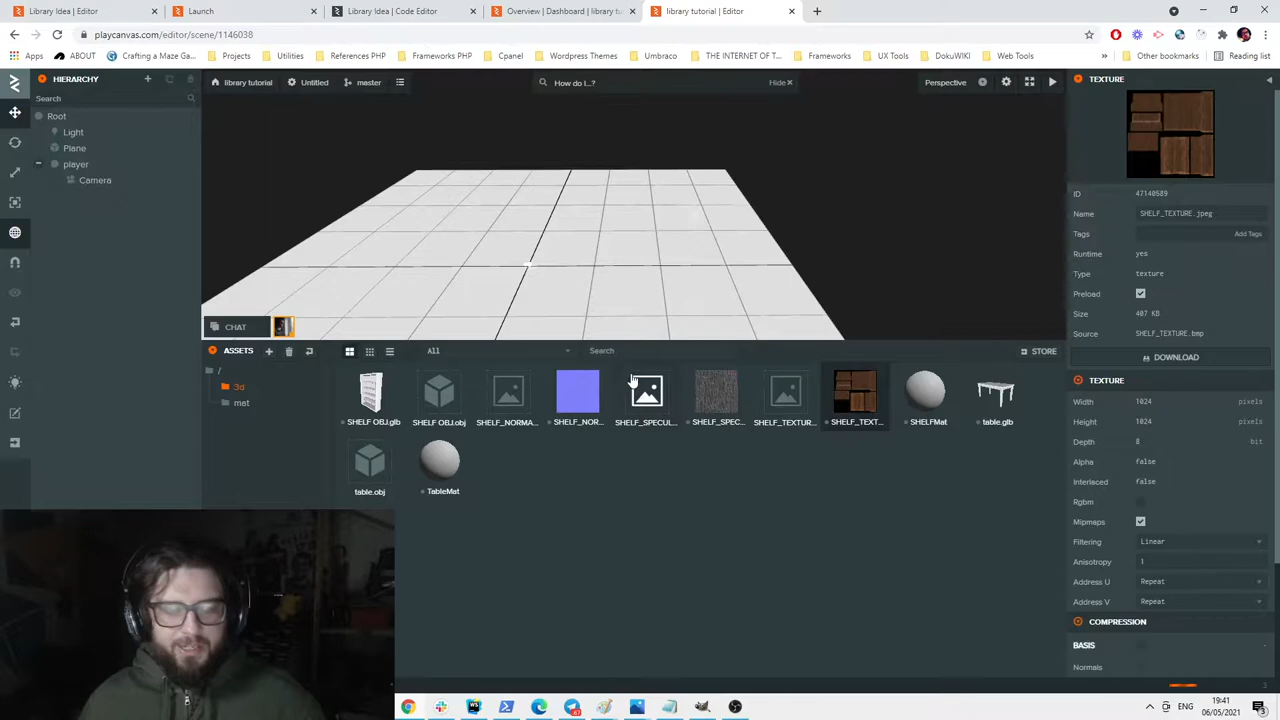 Library Idea | Editor
Launch
Library Idea | Code Editor
Overview | Dashboard | library tu
library tutorial | Editor
playcanvas.com/editor/scene/1146038
Apps
ABOUT
Crafting a Maze Ga...
Projects
Utilities
References PHP
Frameworks PHP
Cpanel
Wordpress Themes
Umbraco
THE INTERNET OF T...
Frameworks
UX Tools
DokuWIKI
Web Tools
Other bookmarks
Reading list
HIERARCHY
library tutorial
Untitled
master
How do I...?
Hide
Perspective
TEXTURE
Search
Root
Light
Plane
player
Camera
ID
47140589
Name
SHELF_TEXTURE.jpeg
Tags
Add Tags
Runtime
yes
Type
texture
Preload
Size
407 KB
Source
SHELF_TEXTURE.bmp
DOWNLOAD
CHAT
ASSETS
All
Search
STORE
/
3d
mat
SHELF OBJ.glb
SHELF OBJ.obj
SHELF_NORMA...
SHELF_NOR...
SHELF_SPECUL...
SHELF_SPEC...
SHELF_TEXTUR...
SHELF_TEXT...
SHELFMat
table.glb
table.obj
TableMat
TEXTURE
Width
1024
pixels
Height
1024
pixels
Depth
8
bit
Alpha
false
Interlaced
false
Rgbm
Mipmaps
Filtering
Linear
Anisotropy
1
Address U
Repeat
Address V
Repeat
COMPRESSION
BASIS
Normals
ENG
19:41
06/05/2021